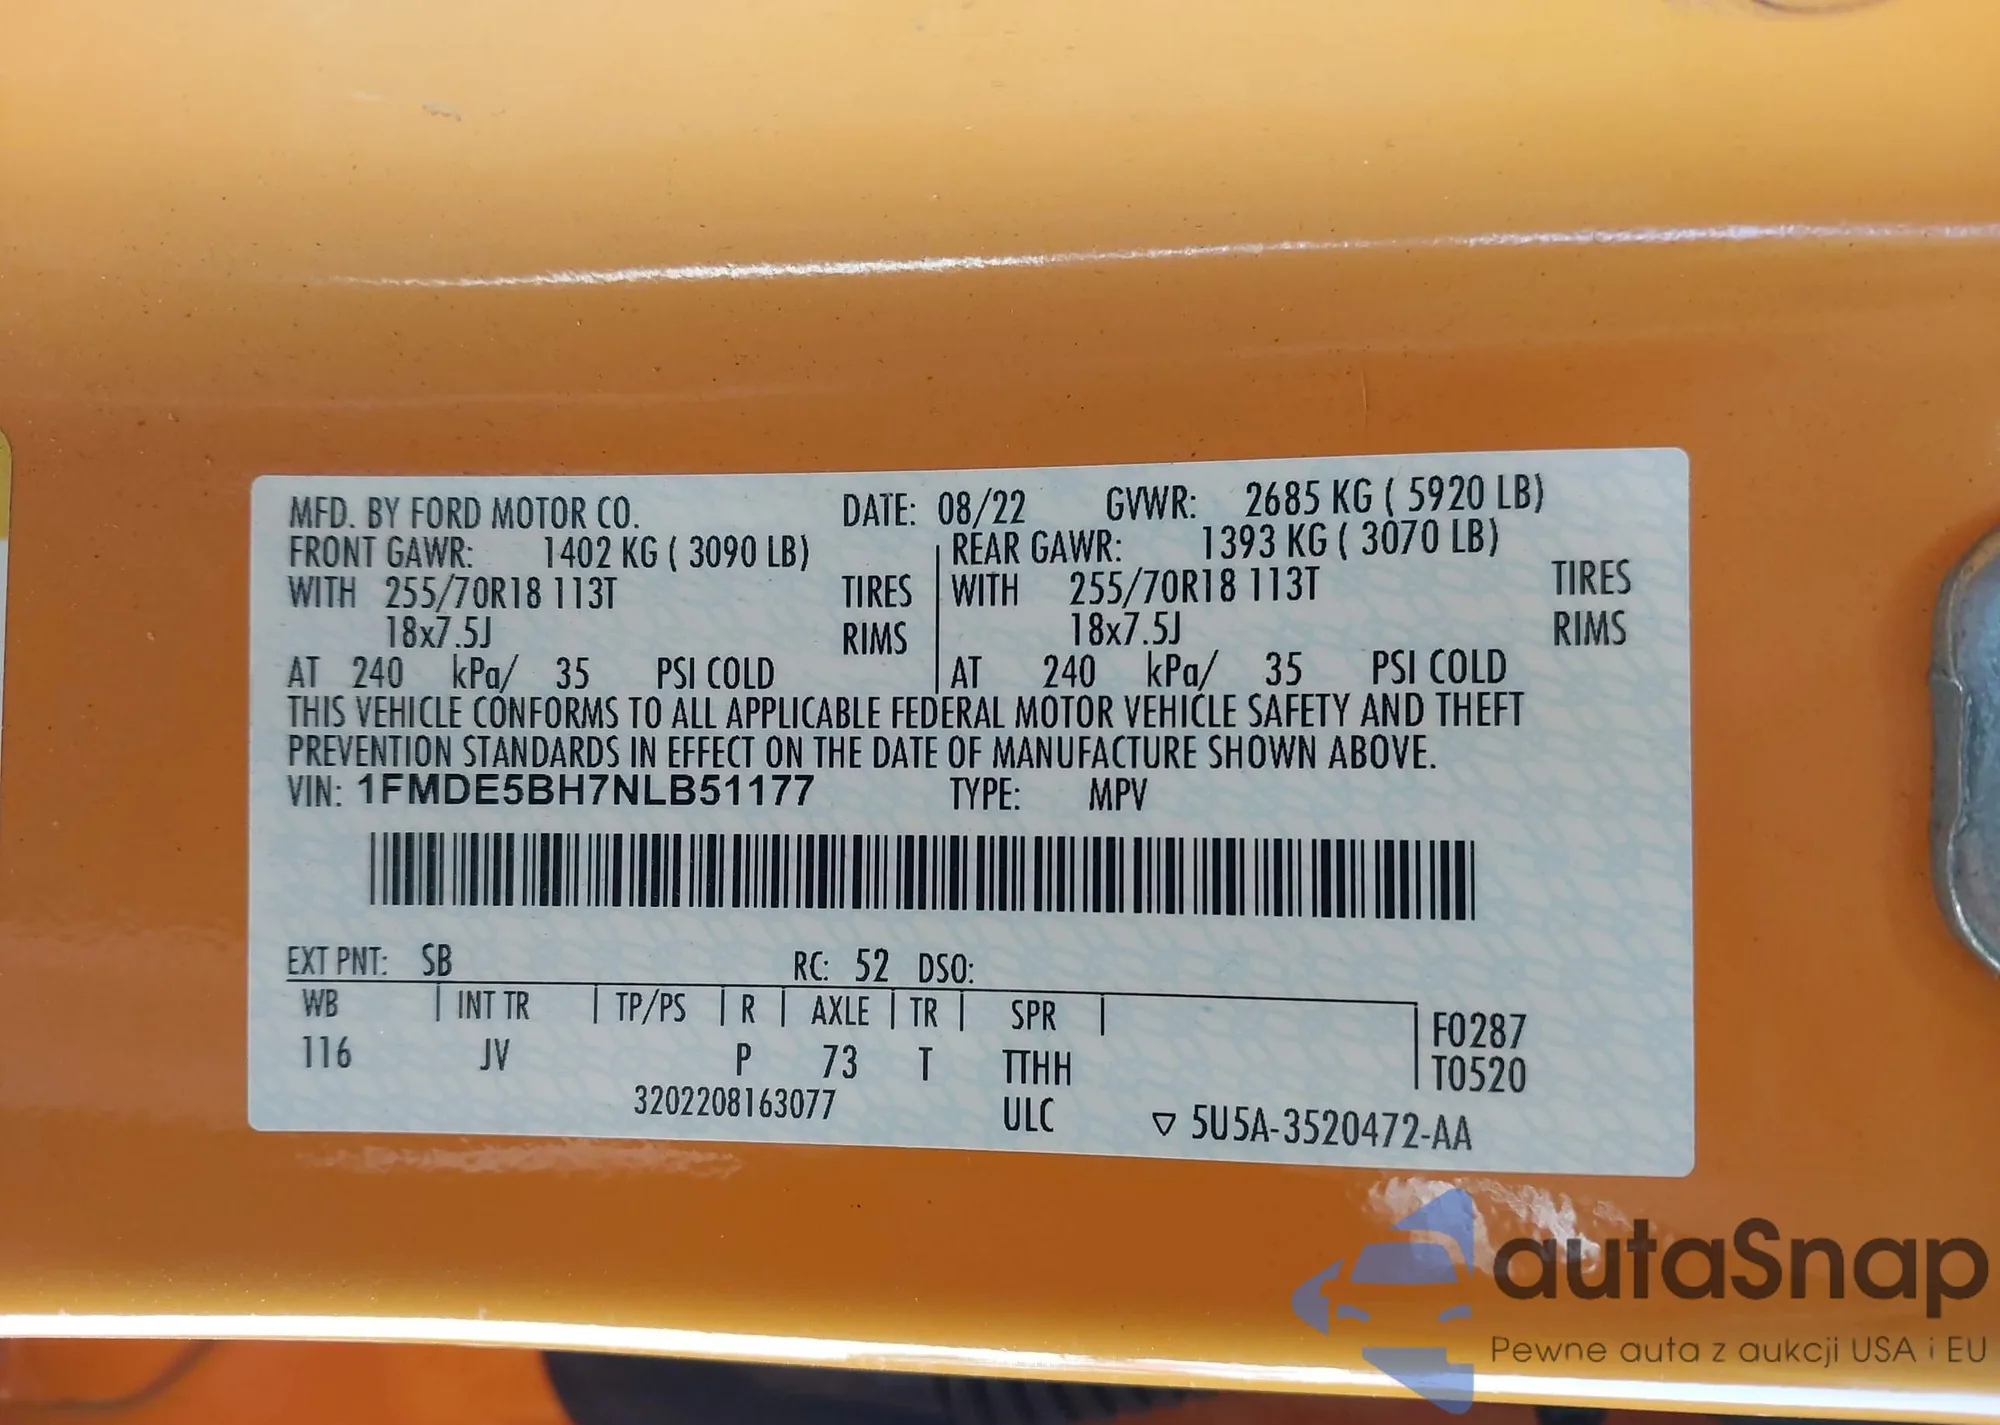 MFD. BY FORD MOTOR CO. DATE: 08/22 GVWR: 2685 KG ( 5920 LB)
FRONT GAWR: 1402 KG ( 3090 LB) REAR GAWR: 1393 KG ( 3070 LB)
WITH 255/70R18 113T TIRES WITH 255/70R18 113T TIRES
18x7.5J RIMS 18x7.5J RIMS
AT 240 kPa/ 35 PSI COLD AT 240 kPa/ 35 PSI COLD
THIS VEHICLE CONFORMS TO ALL APPLICABLE FEDERAL MOTOR VEHICLE SAFETY AND THEFT
PREVENTION STANDARDS IN EFFECT ON THE DATE OF MANUFACTURE SHOWN ABOVE.
VIN: 1FMDE5BH7NLB51177 TYPE: MPV
EXT PNT: SB RC: 52 DSO:
WB INT TR TP/PS R AXLE TR SPR F0287
116 JV P 73 T TTHH T0520
3202208163077 ULC ▽ 5U5A-3520472-AA
autaSnap
Pewne auta z aukcji USA i EU